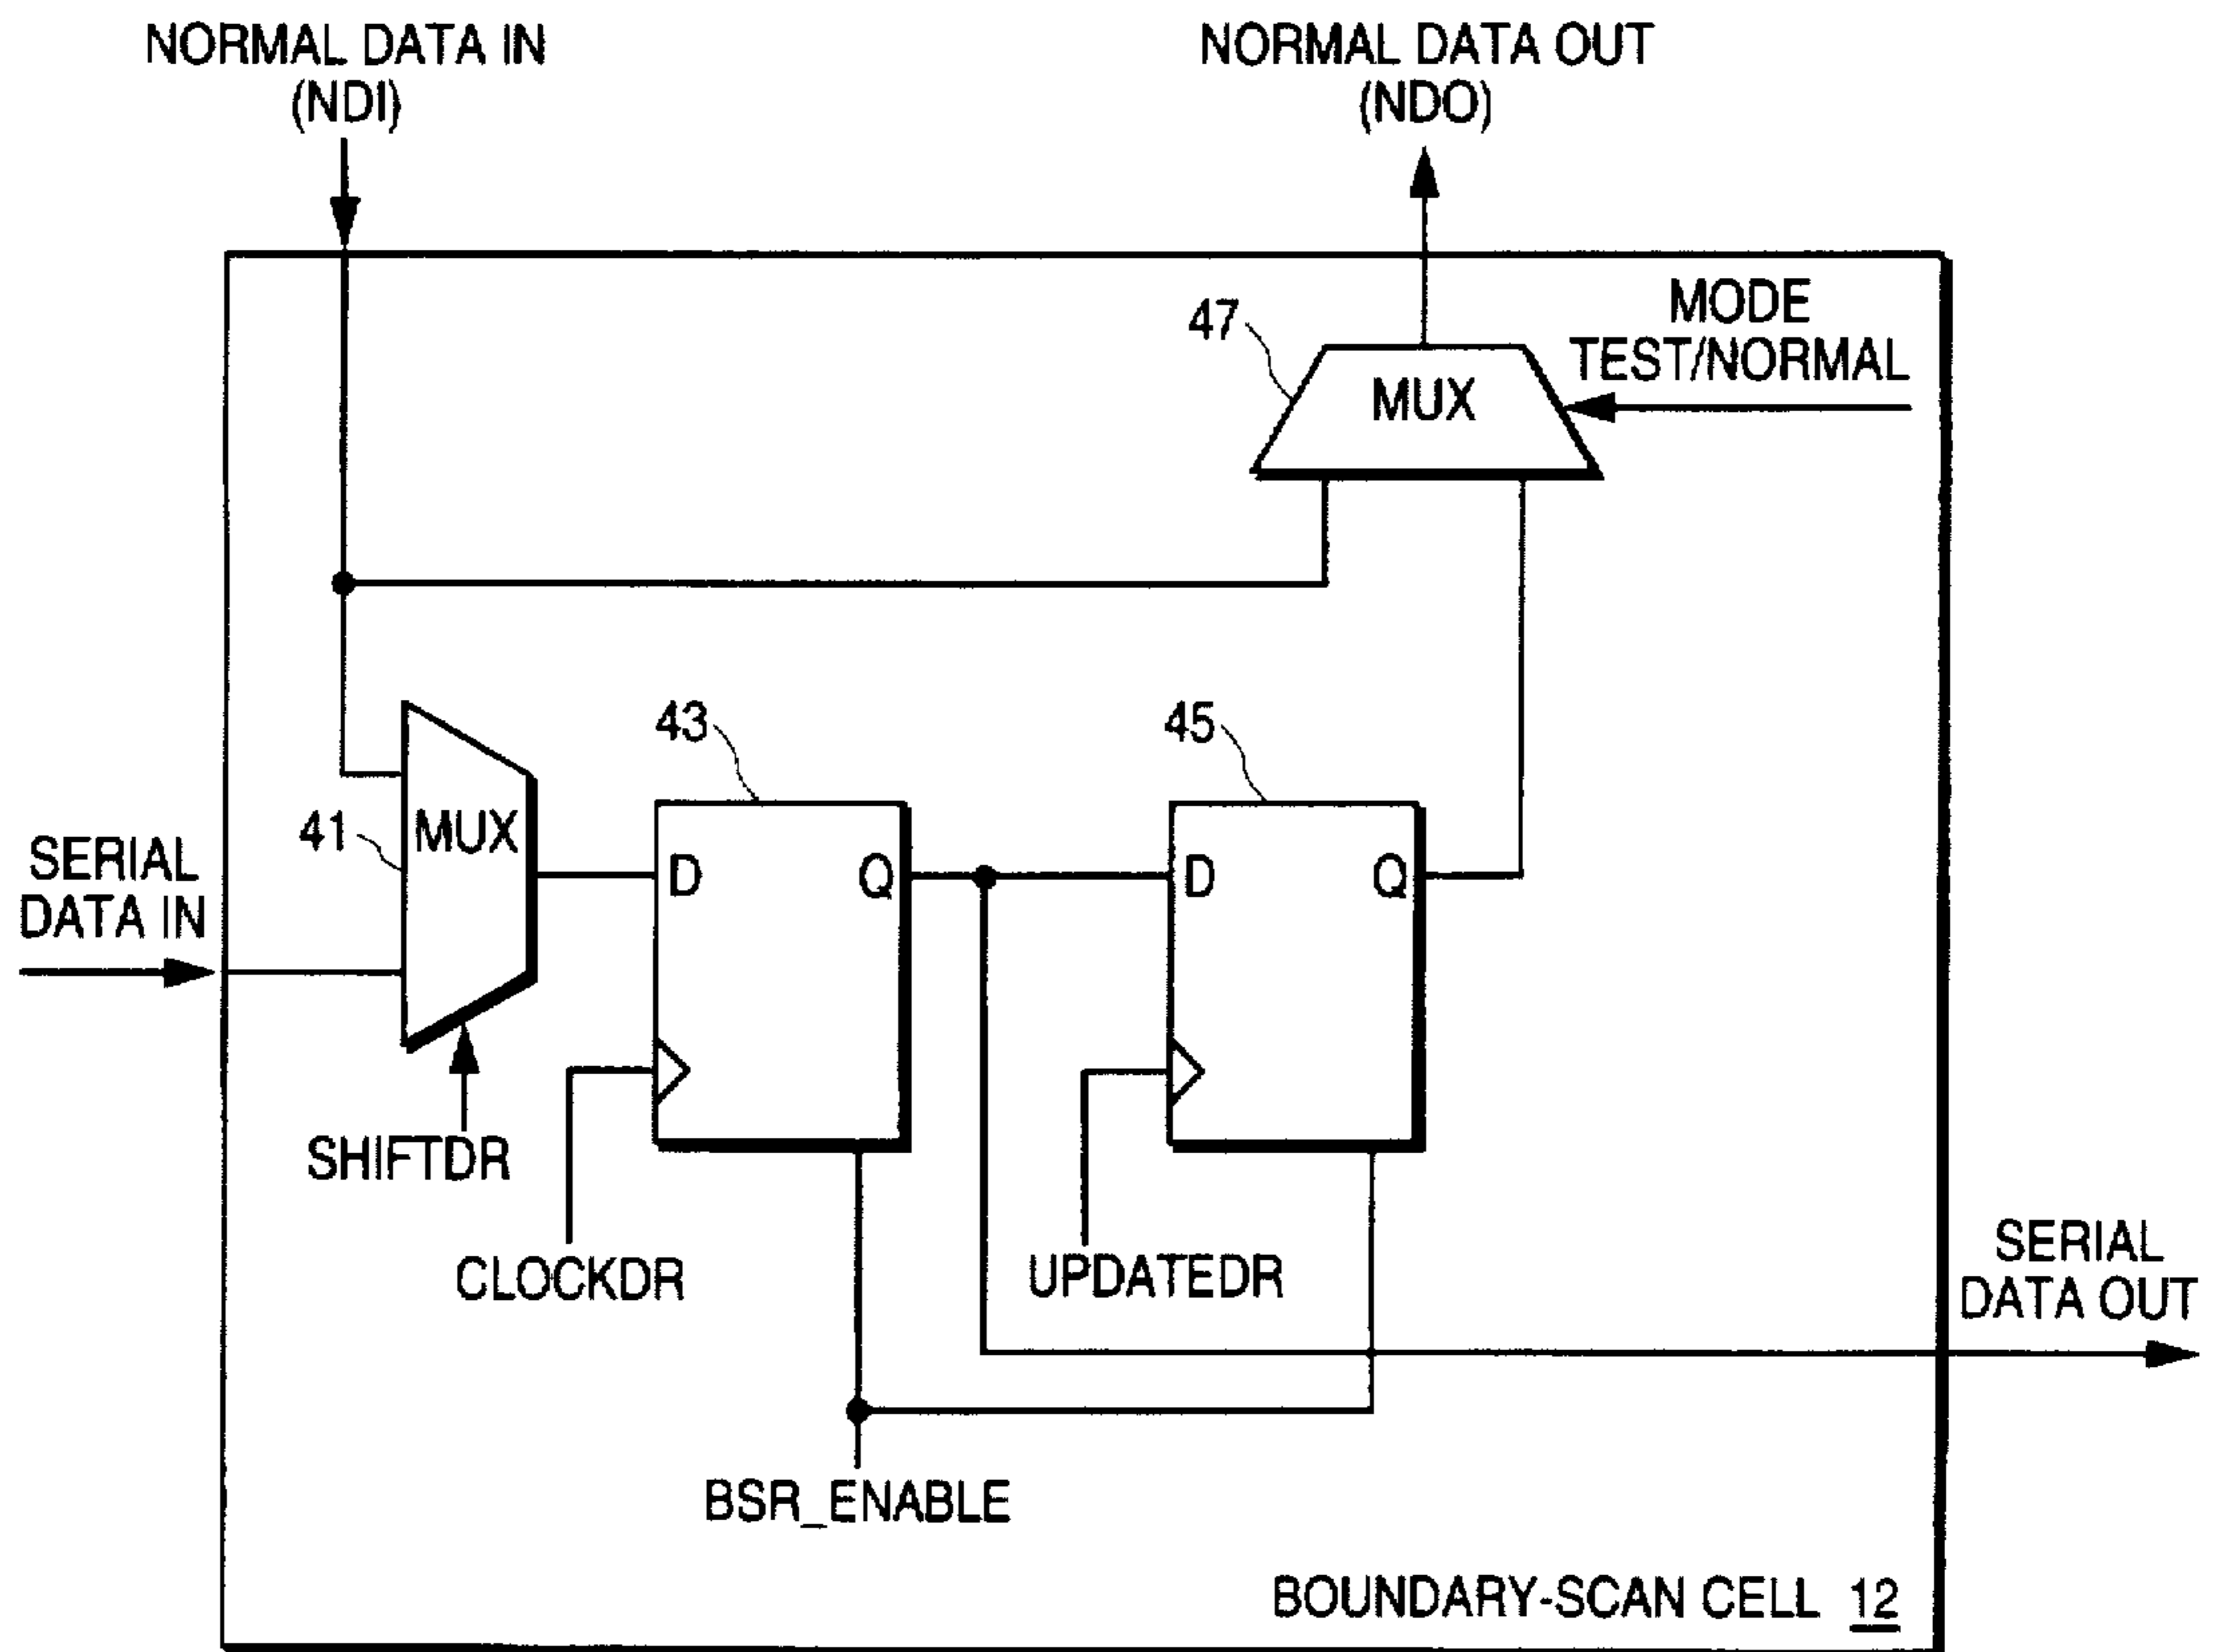 NORMAL DATA IN
(NDI)
NORMAL DATA OUT
(NDO)
47
MODE
TEST/NORMAL
MUX
43
45
41
MUX
SERIAL
DATA IN
D
Q
D
Q
SHIFTDR
CLOCKDR
UPDATEDR
SERIAL
DATA OUT
BSR_ENABLE
BOUNDARY-SCAN CELL 12